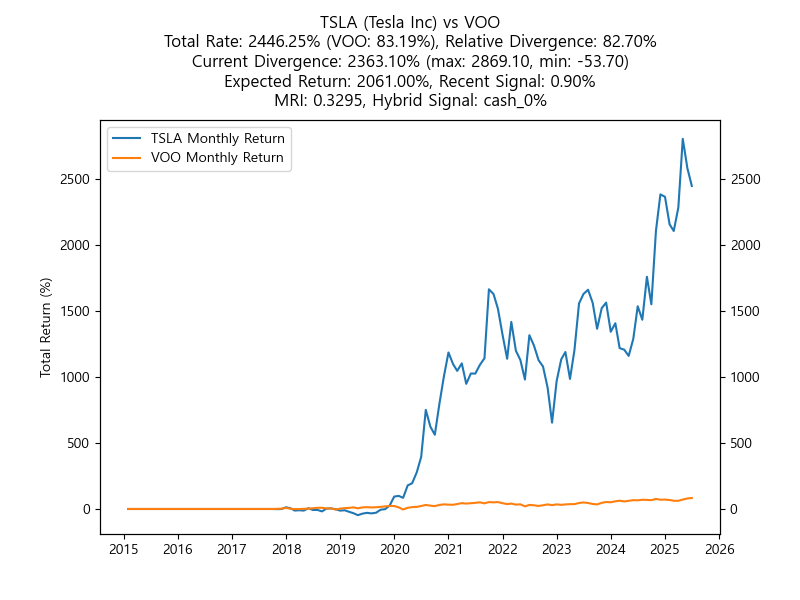 TSLA (Tesla Inc) vs VOO
Total Rate: 2446.25% (VOO: 83.19%), Relative Divergence: 82.70%
Current Divergence: 2363.10% (max: 2869.10, min: -53.70)
Expected Return: 2061.00%, Recent Signal: 0.90%
MRI: 0.3295, Hybrid Signal: cash_0%
TSLA Monthly Return
VOO Monthly Return
Total Return (%)
2500 2500
2000 2000
1500 1500
1000 1000
500 500
0 0
2015 2016 2017 2018 2019 2020 2021 2022 2023 2024 2025 2026